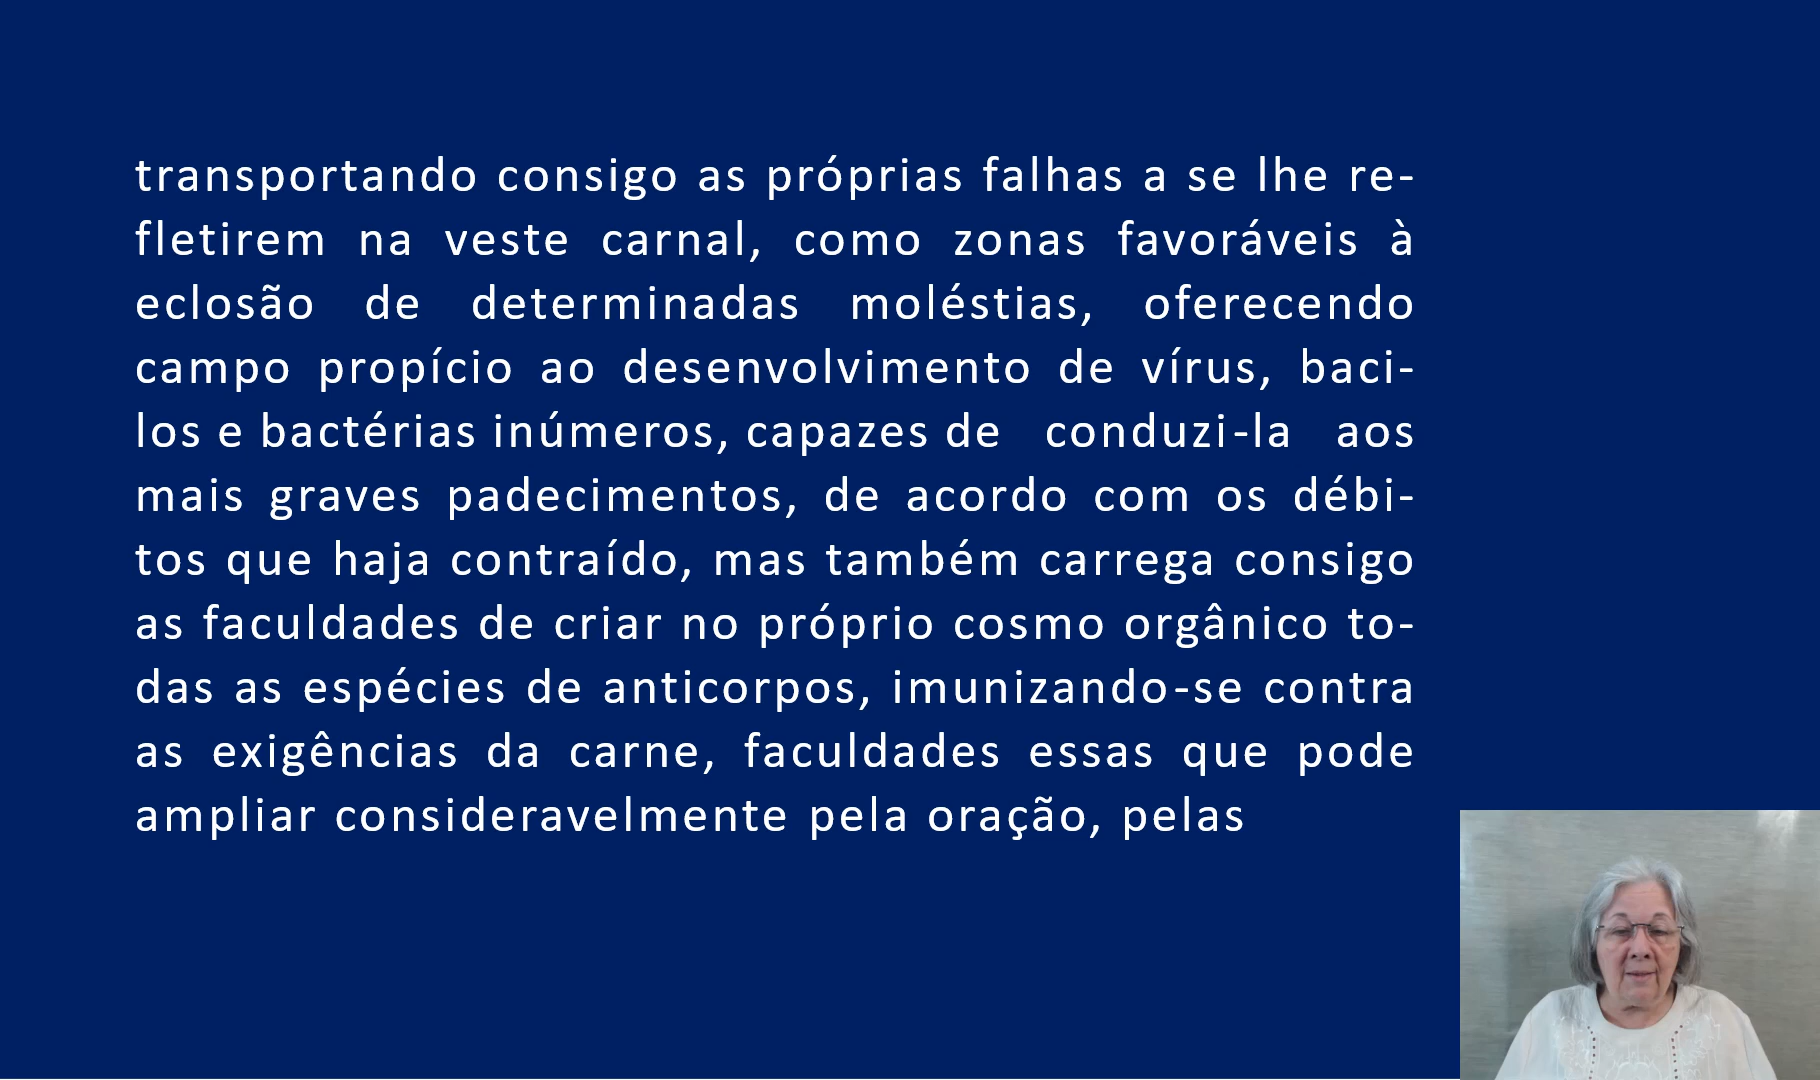 transportando consigo as próprias falhas a se lhe re-
fletirem na veste carnal, como zonas favoráveis à
eclosão de determinadas moléstias, oferecendo
campo propício ao desenvolvimento de vírus, baci-
los e bactérias inúmeros, capazes de conduzi-la aos
mais graves padecimentos, de acordo com os débi-
tos que haja contraído, mas também carrega consigo
as faculdades de criar no próprio cosmo orgânico to-
das as espécies de anticorpos, imunizando-se contra
as exigências da carne, faculdades essas que pode
ampliar consideravelmente pela oração, pelas